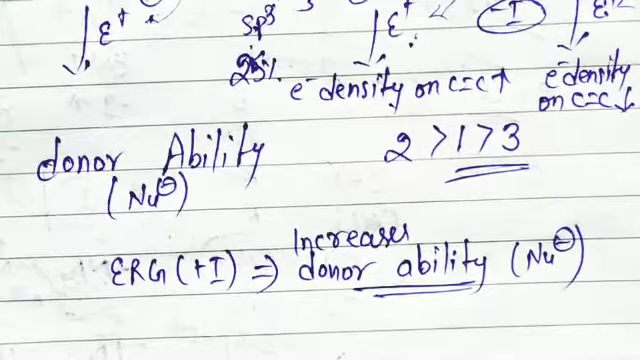 E⁺ sp³ E⁺ -I E⁺
25%
e⁻density on c=c↑ e⁻density on c=c↓
donor Ability 2 > 1 > 3
(Nu⊖)
Increases
ERG (+I) ⇒ donor ability (Nu⊖)